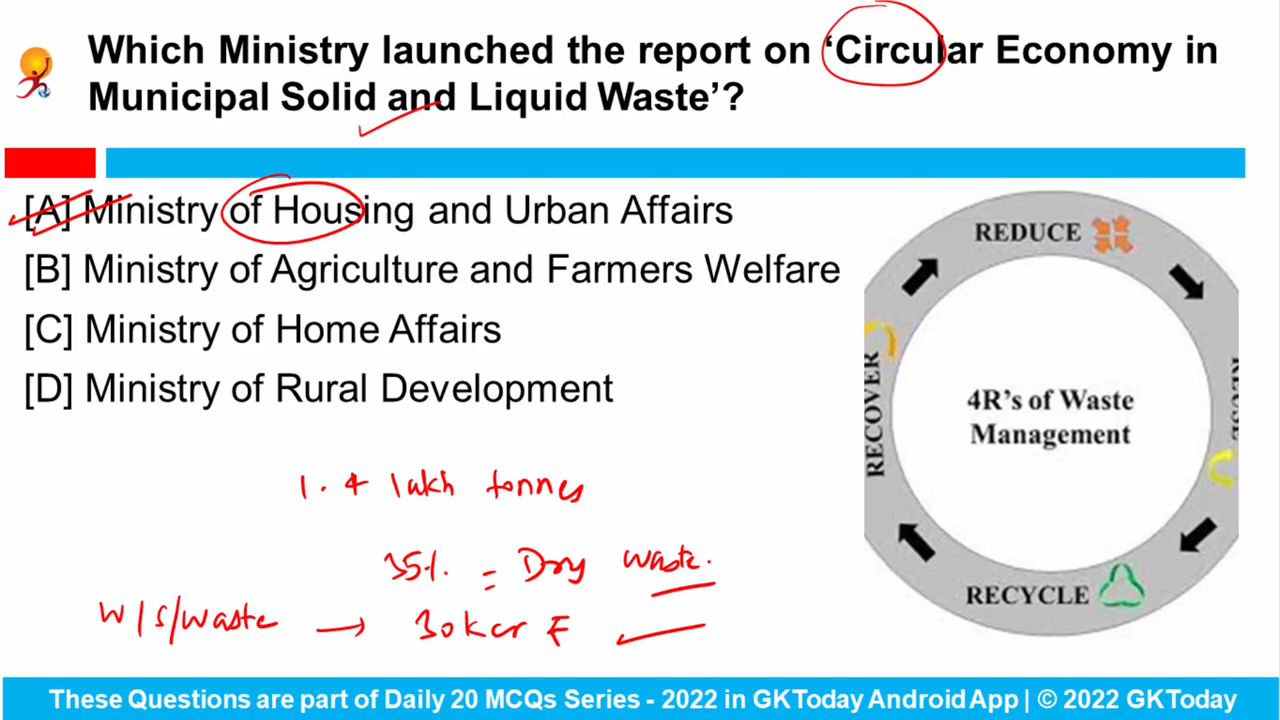 Which Ministry launched the report on ‘Circular Economy in
Municipal Solid and Liquid Waste’?
[A] Ministry of Housing and Urban Affairs
[B] Ministry of Agriculture and Farmers Welfare
[C] Ministry of Home Affairs
[D] Ministry of Rural Development
REDUCE
REUSE
RECYCLE
RECOVER
4R’s of Waste
Management
1.4 lakh tonnes
35% = Dry waste.
W/S/Waste → 30K cr ₹
These Questions are part of Daily 20 MCQs Series - 2022 in GKToday Android App | © 2022 GKToday